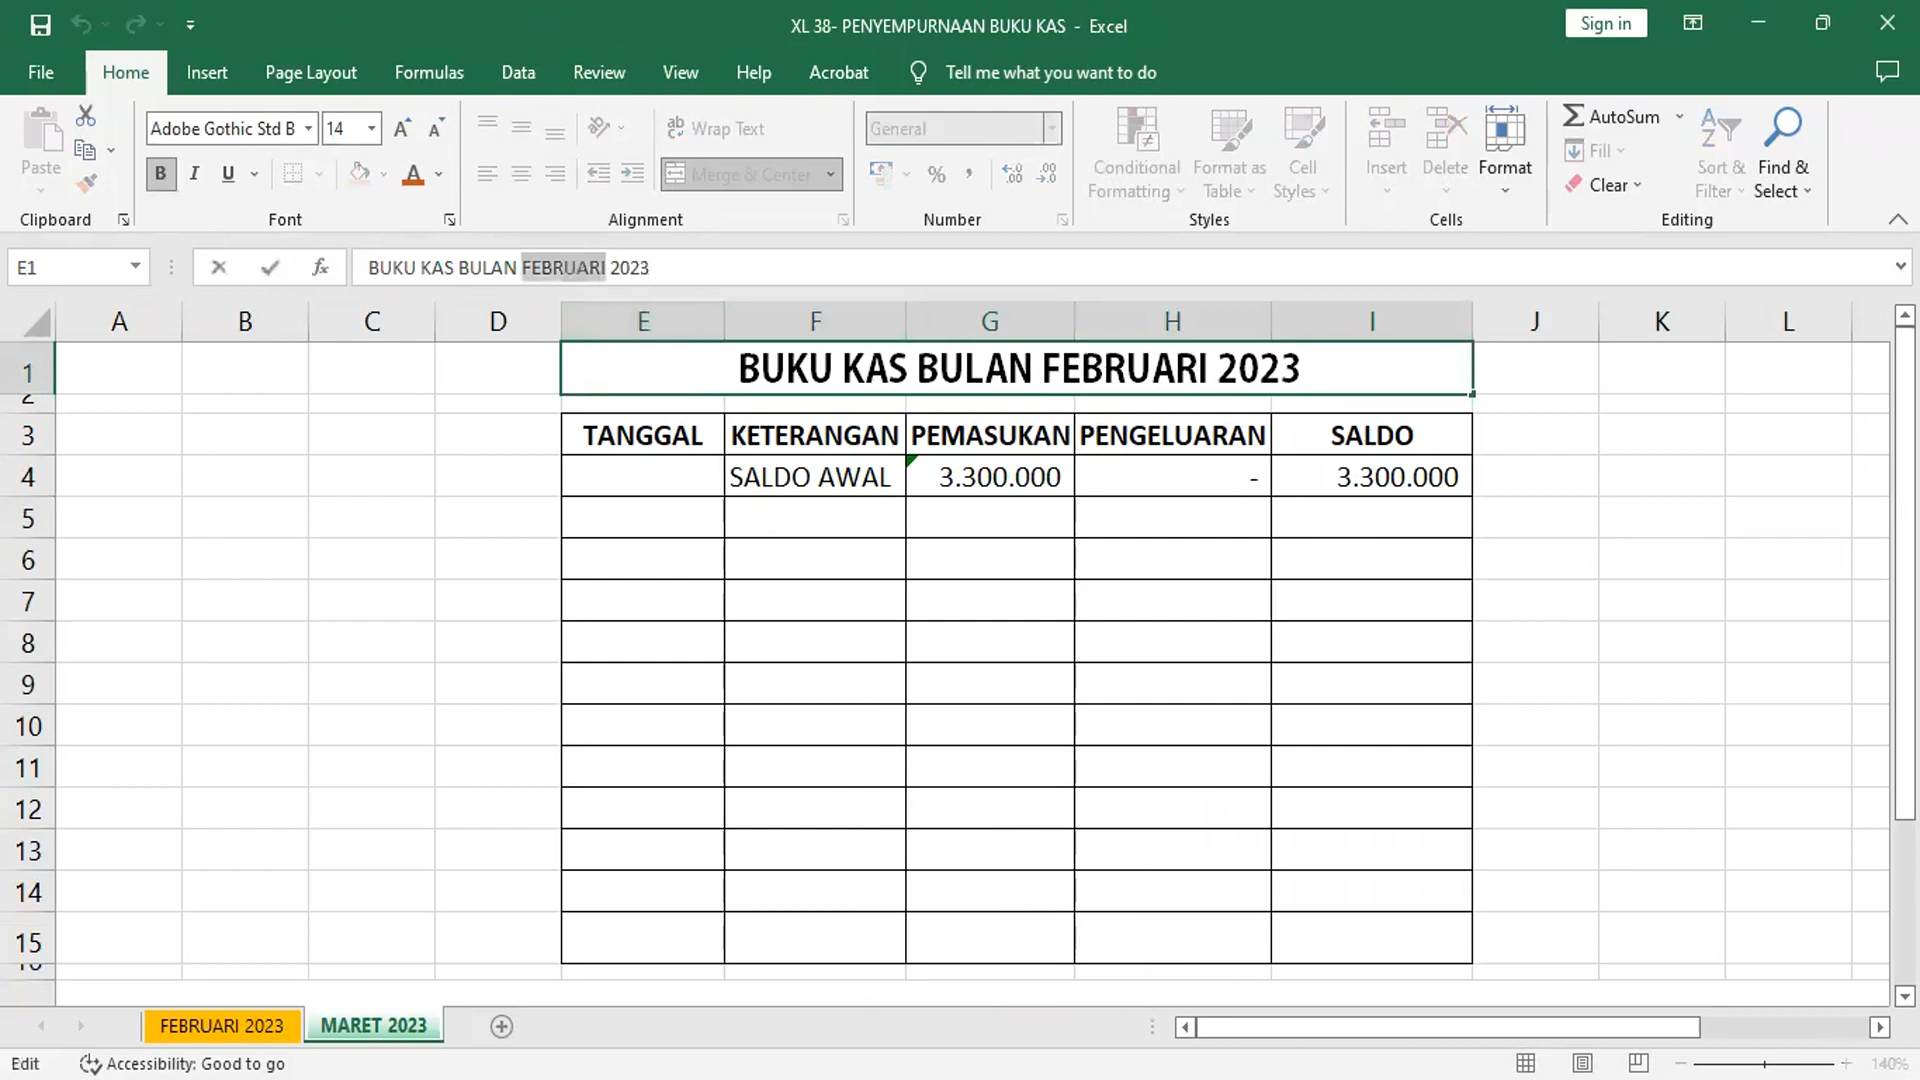 XL 38- PENYEMPURNAAN BUKU KAS - Excel
Sign in
File Home Insert Page Layout Formulas Data Review View Help Acrobat Tell me what you want to do
Paste
Clipboard
Adobe Gothic Std B 14
B I U A
Font
Wrap Text
Merge & Center
Alignment
General
% ,
Number
Conditional Formatting
Format as Table
Cell Styles
Styles
Insert Delete Format
Cells
AutoSum
Fill
Clear
Sort & Filter
Find & Select
Editing
E1
fx
BUKU KAS BULAN FEBRUARI 2023
A B C D E F G H I J K L
1 BUKU KAS BULAN FEBRUARI 2023
2
3 TANGGAL KETERANGAN PEMASUKAN PENGELUARAN SALDO
4 SALDO AWAL 3.300.000 - 3.300.000
5
6
7
8
9
10
11
12
13
14
15
16
FEBRUARI 2023 MARET 2023
Edit Accessibility: Good to go 140%